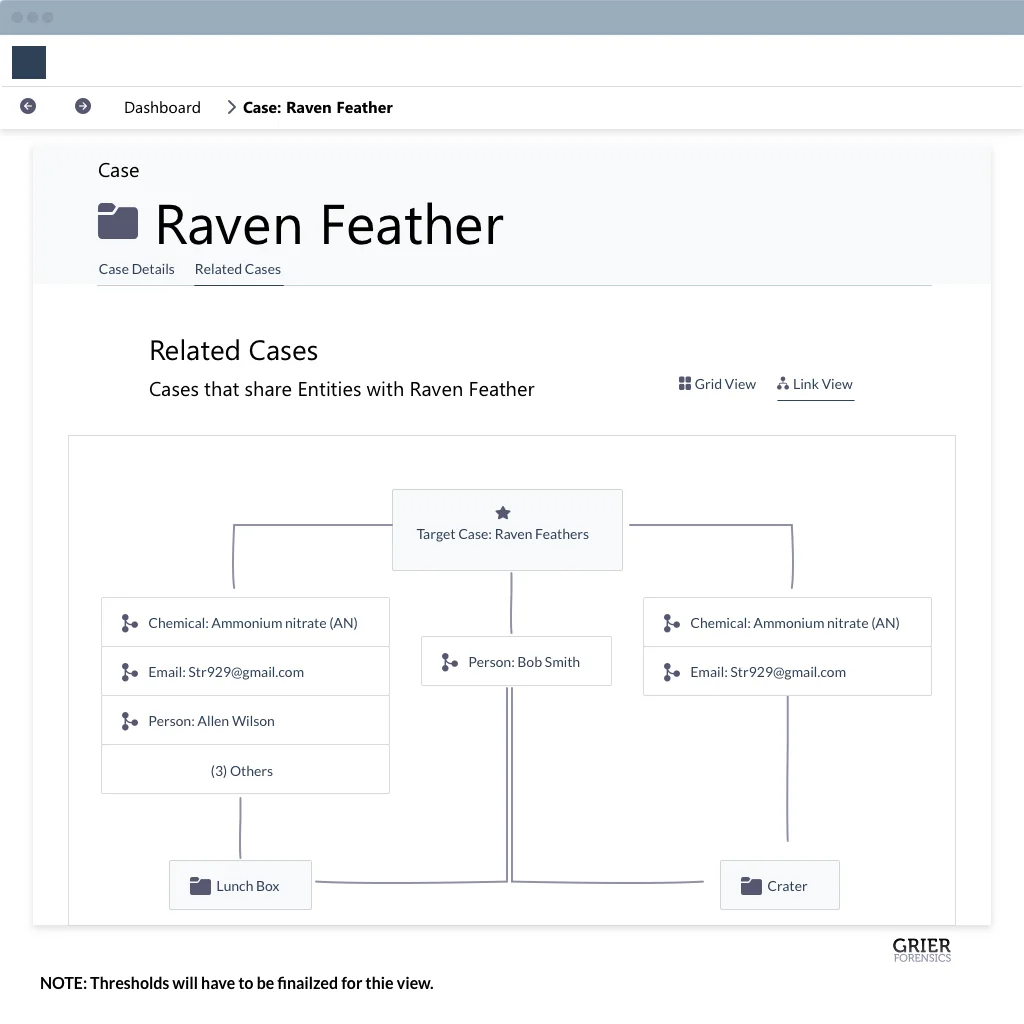 Dashboard
Case: Raven Feather
Case
Raven Feather
Case Details
Related Cases
Related Cases
Cases that share Entities with Raven Feather
Grid View
Link View
Target Case: Raven Feathers
Chemical: Ammonium nitrate (AN)
Email: Str929@gmail.com
Person: Allen Wilson
(3) Others
Person: Bob Smith
Chemical: Ammonium nitrate (AN)
Email: Str929@gmail.com
Lunch Box
Crater
GRIER
FORENSICS
NOTE: Thresholds will have to be finailzed for thie view.